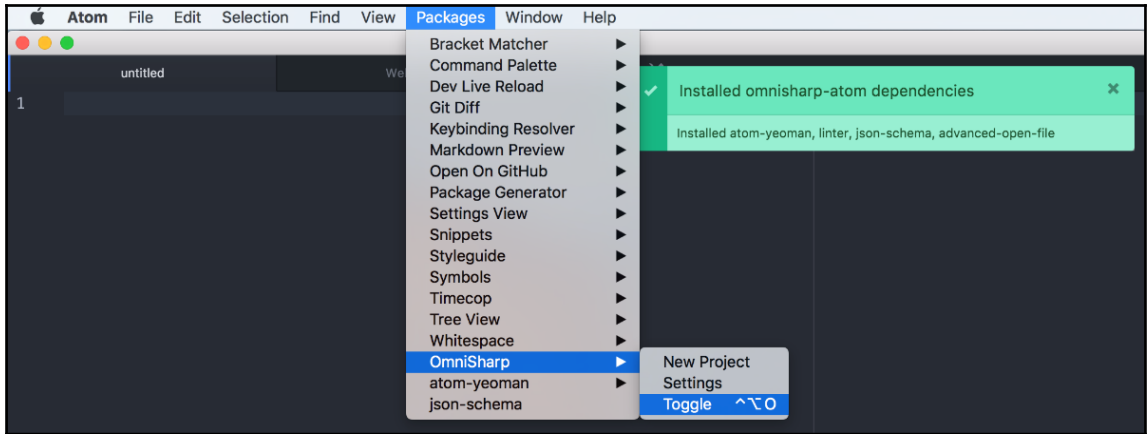 Atom File Edit Selection Find View Packages Window Help
untitled
We
1
Bracket Matcher
Command Palette
Dev Live Reload
Git Diff
Keybinding Resolver
Markdown Preview
Open On GitHub
Package Generator
Settings View
Snippets
Styleguide
Symbols
Timecop
Tree View
Whitespace
OmniSharp
atom-yeoman
json-schema
Installed omnisharp-atom dependencies
Installed atom-yeoman, linter, json-schema, advanced-open-file
New Project
Settings
Toggle ^⌥O